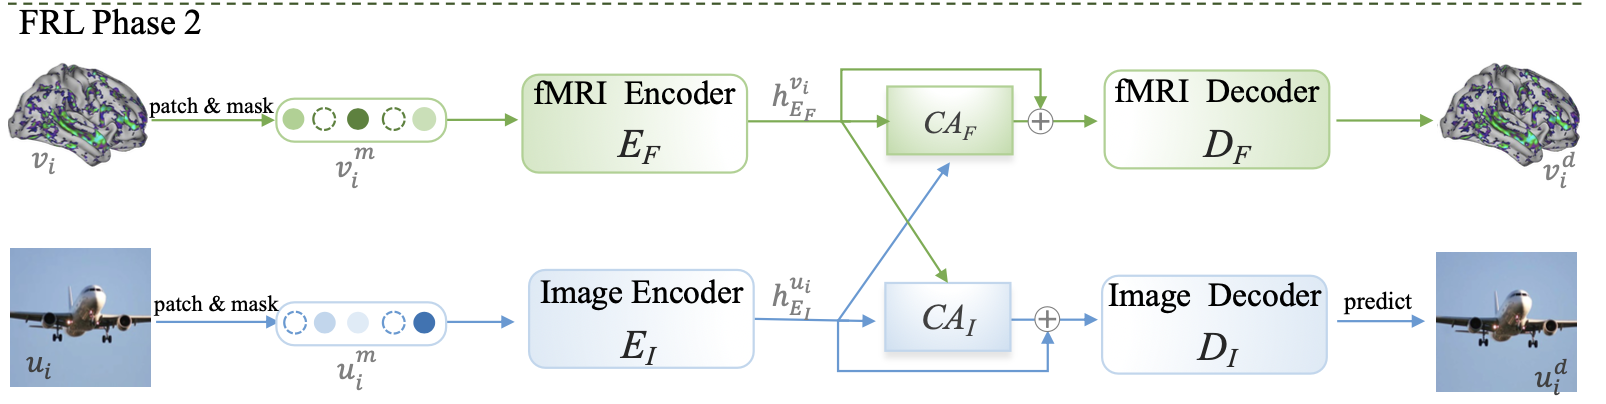 FRL Phase 2
patch & mask
v_i
v_i^m
fMRI Encoder
E_F
h_{E_F}^{v_i}
CA_F
+
fMRI Decoder
D_F
v_i^d
patch & mask
u_i
u_i^m
Image Encoder
E_I
h_{E_I}^{u_i}
CA_I
+
Image Decoder
D_I
predict
u_i^d